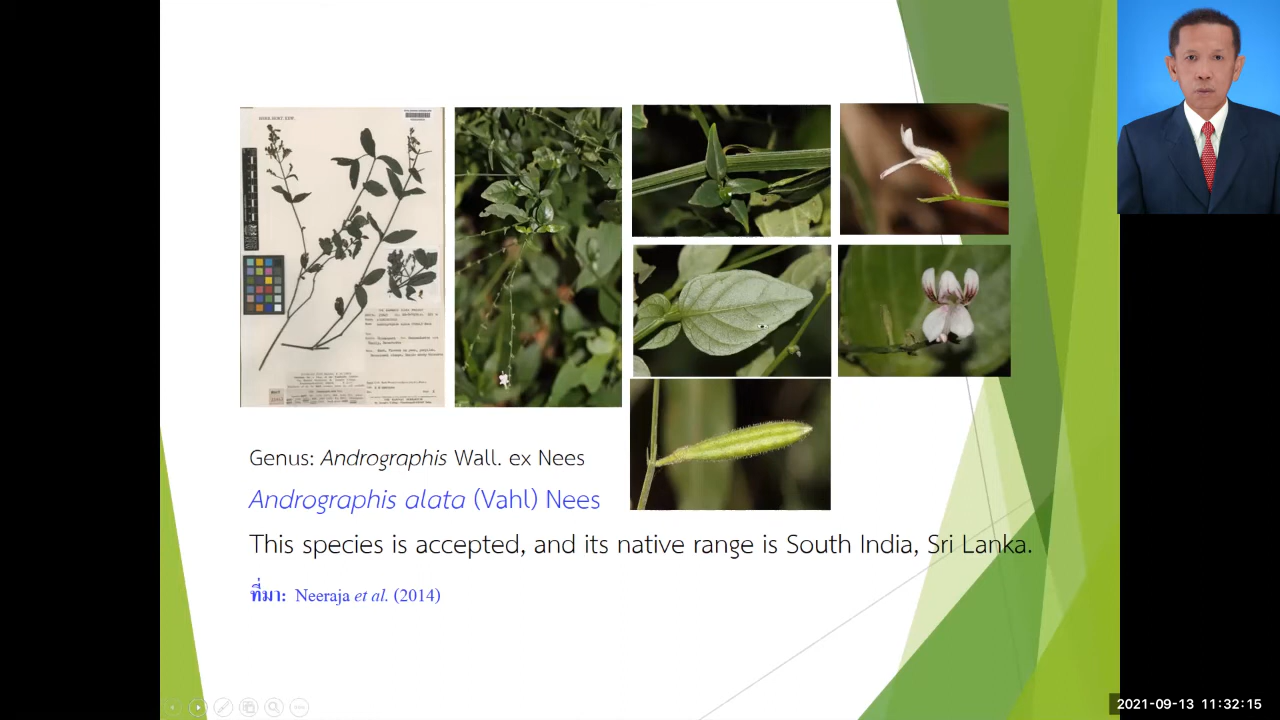 Genus: Andrographis Wall. ex Nees
Andrographis alata (Vahl) Nees
This species is accepted, and its native range is South India, Sri Lanka.
ที่มา: Neeraja et al. (2014)
2021-09-13 11:32:15